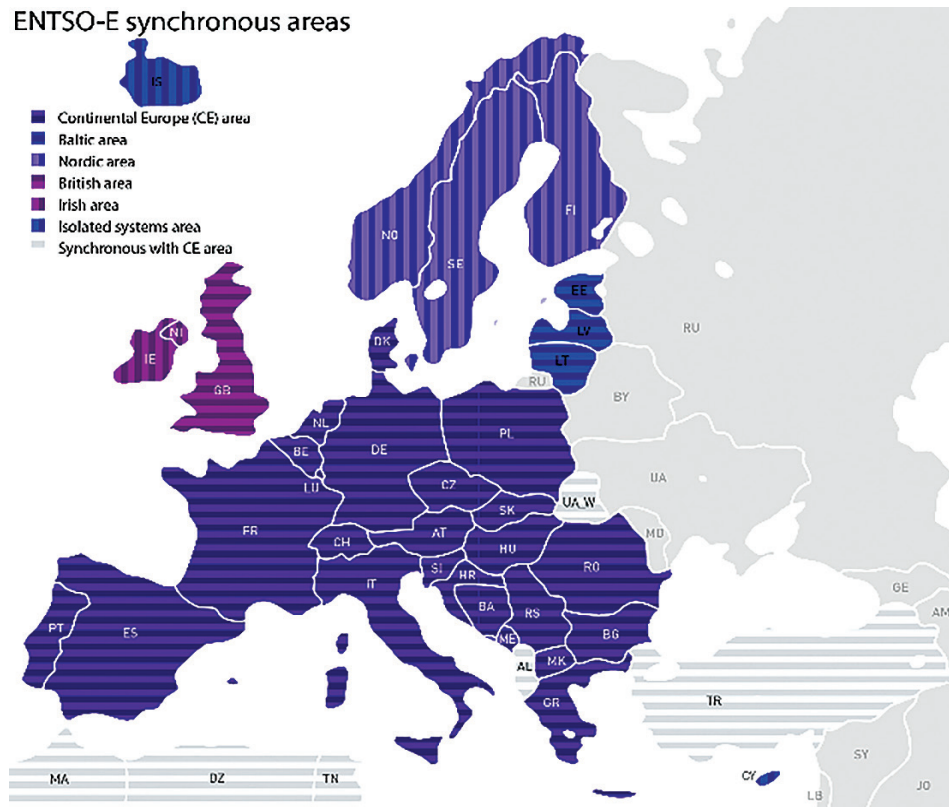 ENTSO-E synchronous areas
IS
Continental Europe (CE) area
Baltic area
Nordic area
British area
Irish area
Isolated systems area
Synchronous with CE area
NO
SE
FI
EE
LV
LT
RU
RU
BY
DK
NI
IE
GB
NL
BE
LU
DE
PL
CZ
SK
UA
UA_W
MD
FR
CH
AT
HU
SI
HR
RO
IT
BA
RS
ME
BG
MK
AL
GR
PT
ES
GE
AM
TR
MA
DZ
TN
CY
SY
LB
JO